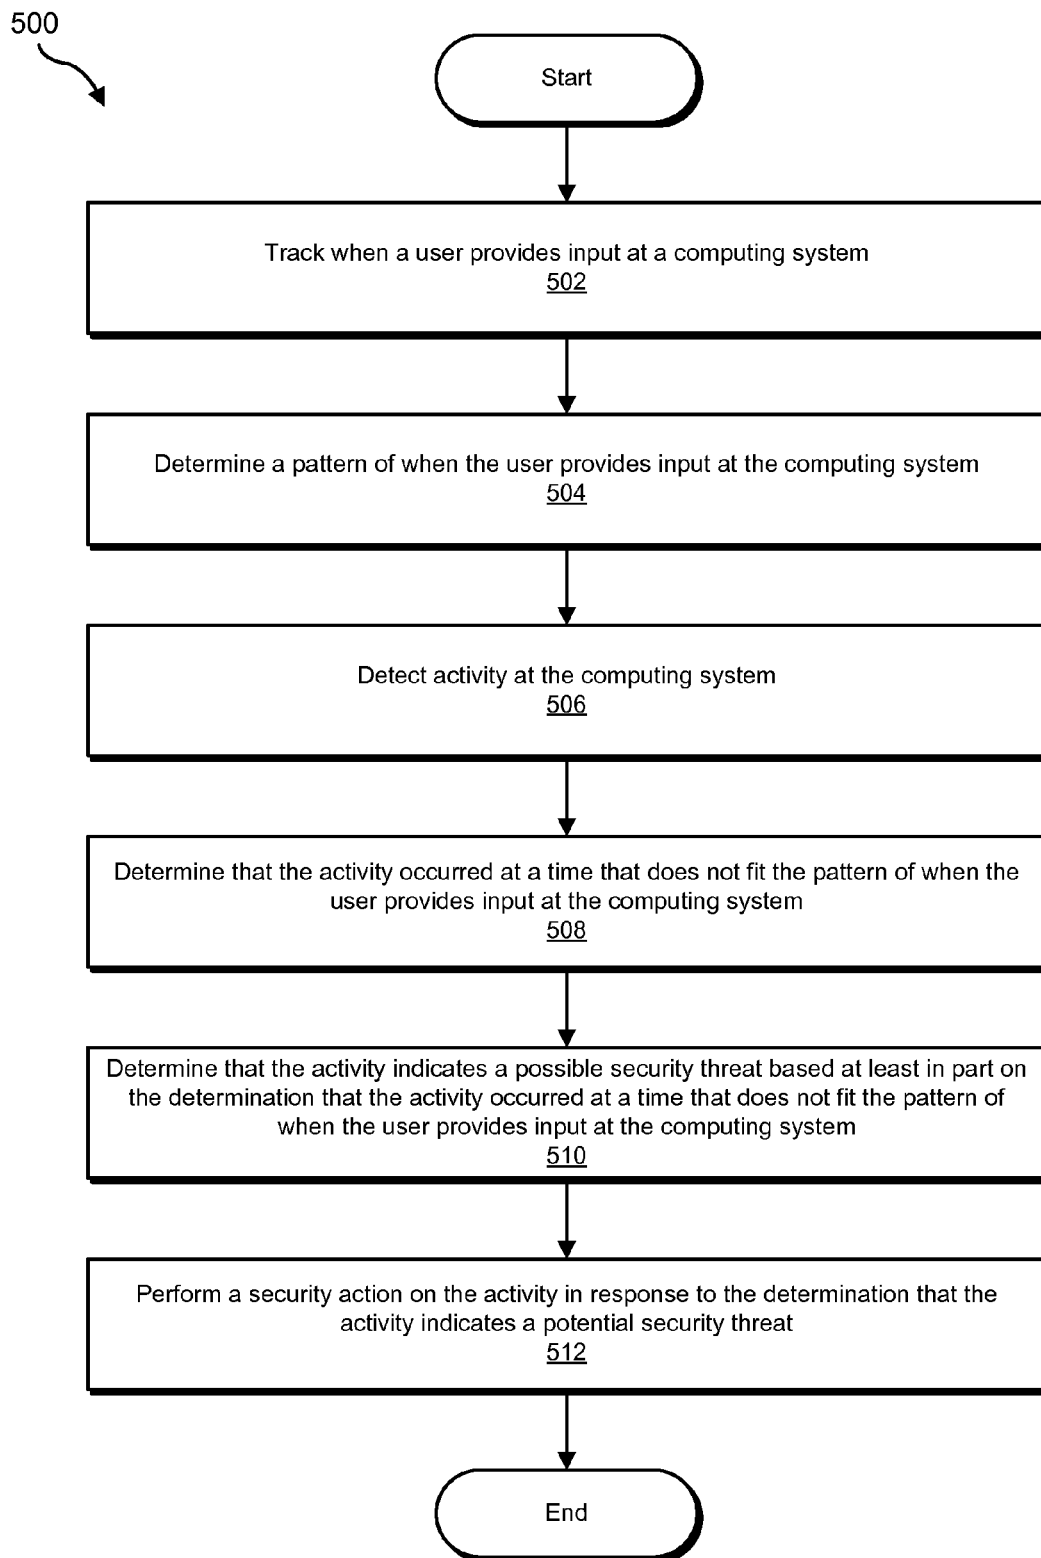 500
Start
Track when a user provides input at a computing system
502
Determine a pattern of when the user provides input at the computing system
504
Detect activity at the computing system
506
Determine that the activity occurred at a time that does not fit the pattern of when the
user provides input at the computing system
508
Determine that the activity indicates a possible security threat based at least in part on
the determination that the activity occurred at a time that does not fit the pattern of
when the user provides input at the computing system
510
Perform a security action on the activity in response to the determination that the
activity indicates a potential security threat
512
End